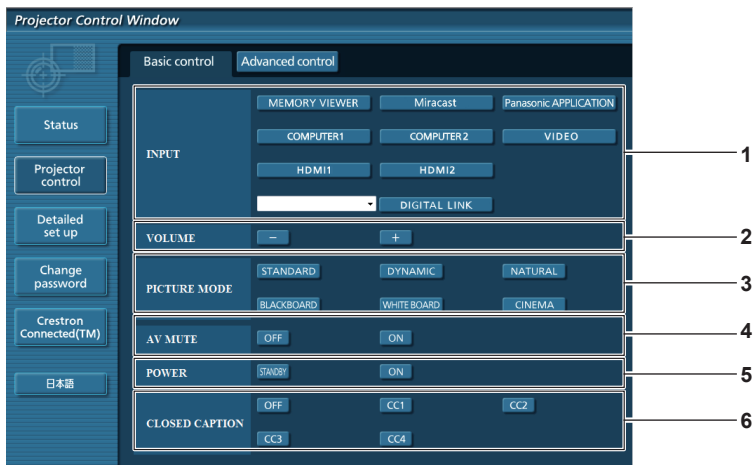 Projector Control Window
Basic control
Advanced control
Status
Projector
control
Detailed
set up
Change
password
Crestron
Connected(TM)
日本語
INPUT
MEMORY VIEWER
Miracast
Panasonic APPLICATION
COMPUTER1
COMPUTER2
VIDEO
HDMI1
HDMI2
DIGITAL LINK
1
VOLUME
−
+
2
PICTURE MODE
STANDARD
DYNAMIC
NATURAL
BLACKBOARD
WHITE BOARD
CINEMA
3
AV MUTE
OFF
ON
4
POWER
STANDBY
ON
5
CLOSED CAPTION
OFF
CC1
CC2
CC3
CC4
6